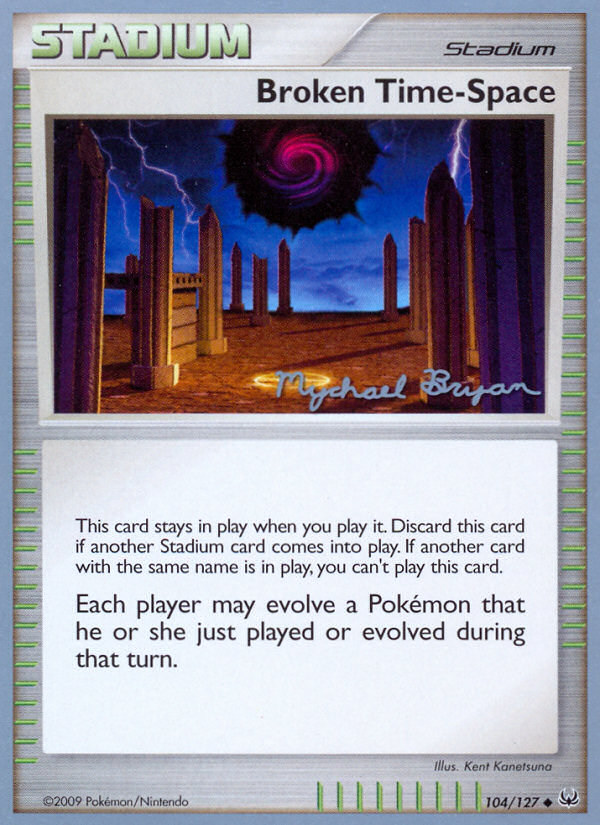 STADIUM
Stadium
Broken Time-Space
Mychael Bryan
This card stays in play when you play it. Discard this card
if another Stadium card comes into play. If another card
with the same name is in play, you can't play this card.
Each player may evolve a Pokémon that
he or she just played or evolved during
that turn.
Illus. Kent Kanetsuna
©2009 Pokémon/Nintendo
104/127